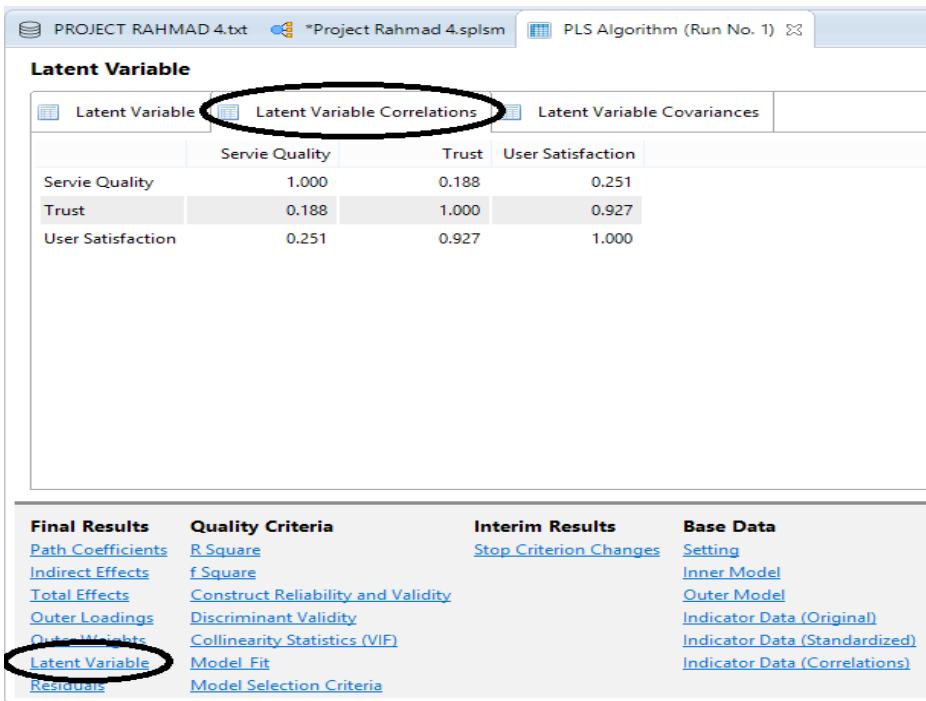 PROJECT RAHMAD 4.txt *Project Rahmad 4.splsm PLS Algorithm (Run No. 1)
Latent Variable
Latent Variable Latent Variable Correlations Latent Variable Covariances
Servie Quality Trust User Satisfaction
Servie Quality 1.000 0.188 0.251
Trust 0.188 1.000 0.927
User Satisfaction 0.251 0.927 1.000
Final Results Quality Criteria Interim Results Base Data
Path Coefficients R Square Stop Criterion Changes Setting
Indirect Effects f Square Inner Model
Total Effects Construct Reliability and Validity Outer Model
Outer Loadings Discriminant Validity Indicator Data (Original)
Outer Weights Collinearity Statistics (VIF) Indicator Data (Standardized)
Latent Variable Model_Fit Indicator Data (Correlations)
Residuals Model Selection Criteria